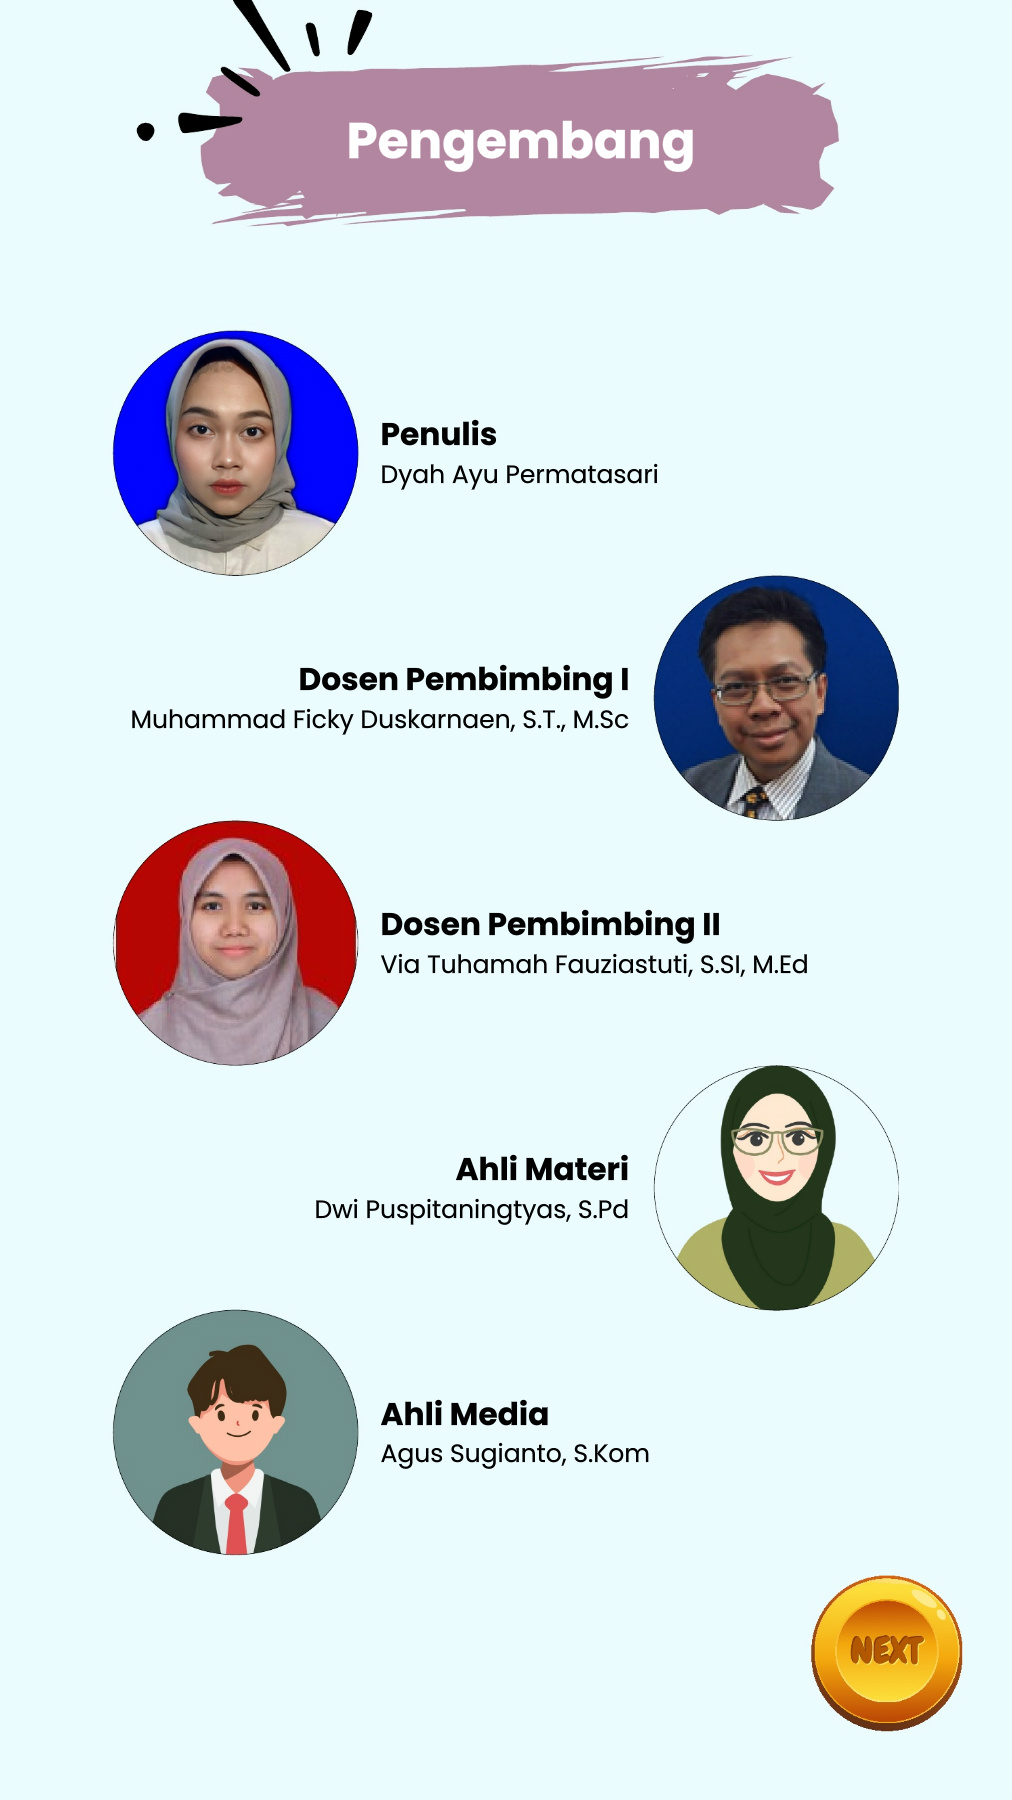 Pengembang
Penulis
Dyah Ayu Permatasari
Dosen Pembimbing I
Muhammad Ficky Duskarnaen, S.T., M.Sc
Dosen Pembimbing II
Via Tuhamah Fauziastuti, S.SI, M.Ed
Ahli Materi
Dwi Puspitaningtyas, S.Pd
Ahli Media
Agus Sugianto, S.Kom
NEXT